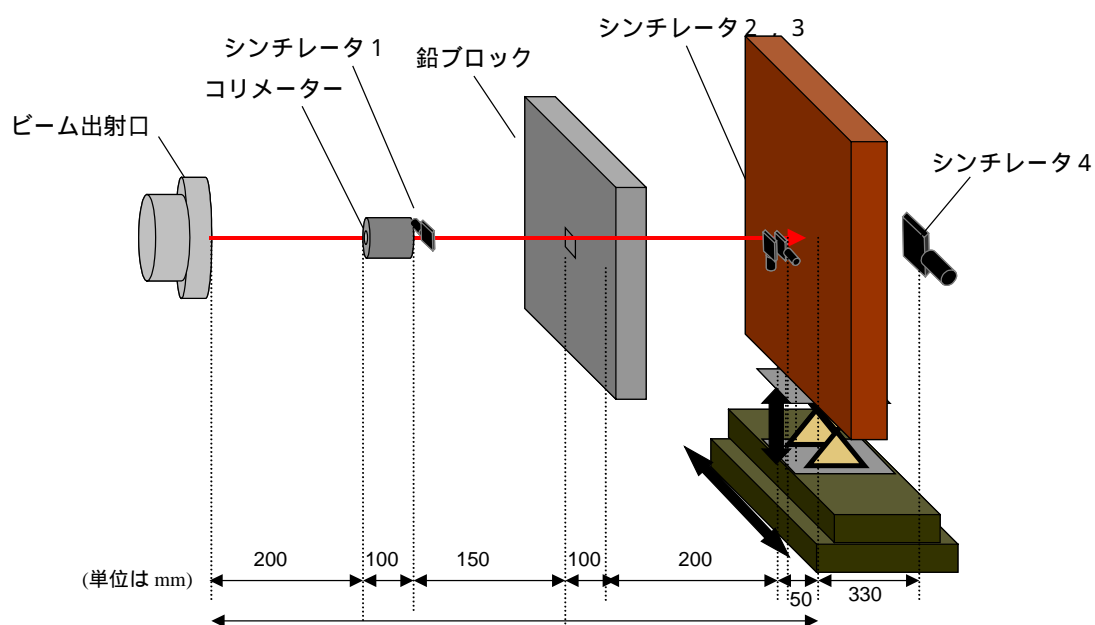 シンチレータ2，3
シンチレータ1
鉛ブロック
コリメーター
ビーム出射口
シンチレータ4
200
100
150
100
200
50
330
(単位は mm)